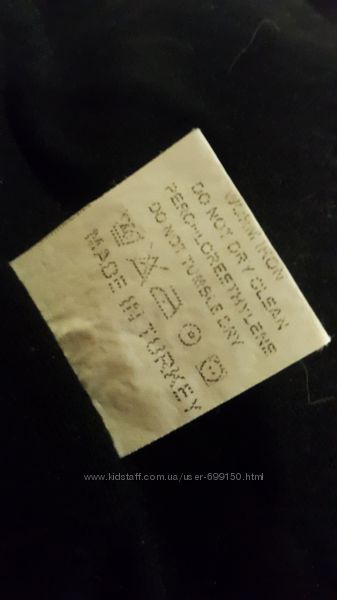 WARM IRON
DO NOT DRY CLEAN
PERCHLOREETHYLENE
DO NOT TUMBLE DRY
MADE IN TURKEY
www.kidstaff.com.ua/user-699150.html